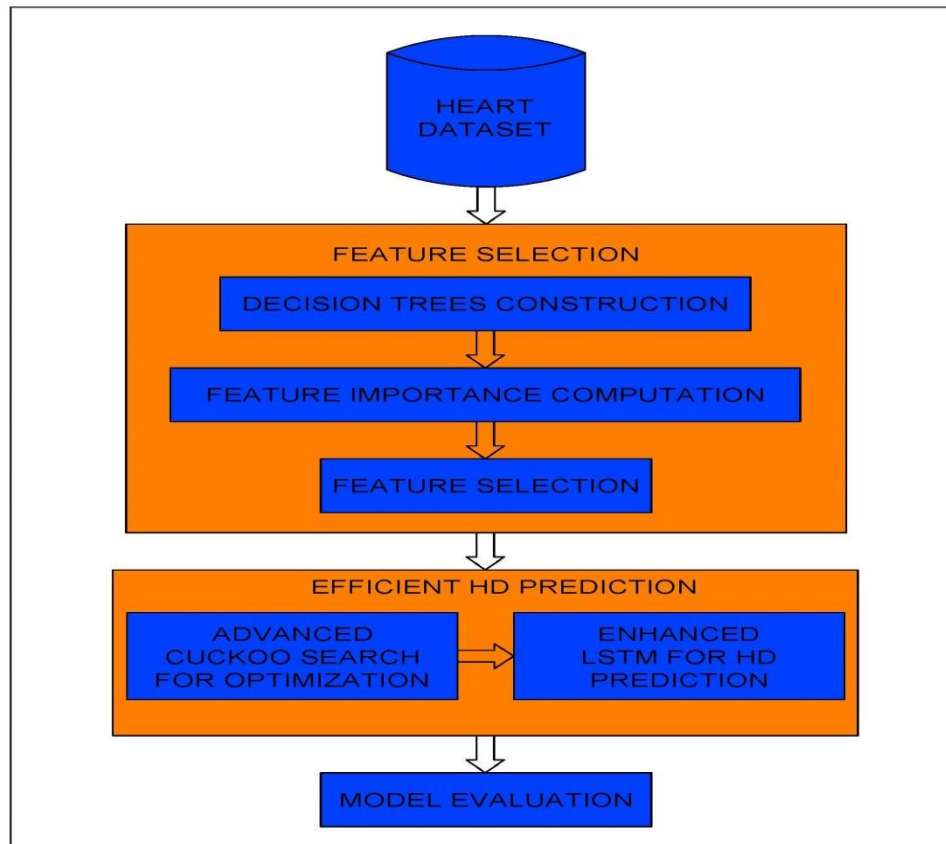 HEART
DATASET
FEATURE SELECTION
DECISION TREES CONSTRUCTION
FEATURE IMPORTANCE COMPUTATION
FEATURE SELECTION
EFFICIENT HD PREDICTION
ADVANCED
CUCKOO SEARCH
FOR OPTIMIZATION
ENHANCED
LSTM FOR HD
PREDICTION
MODEL EVALUATION